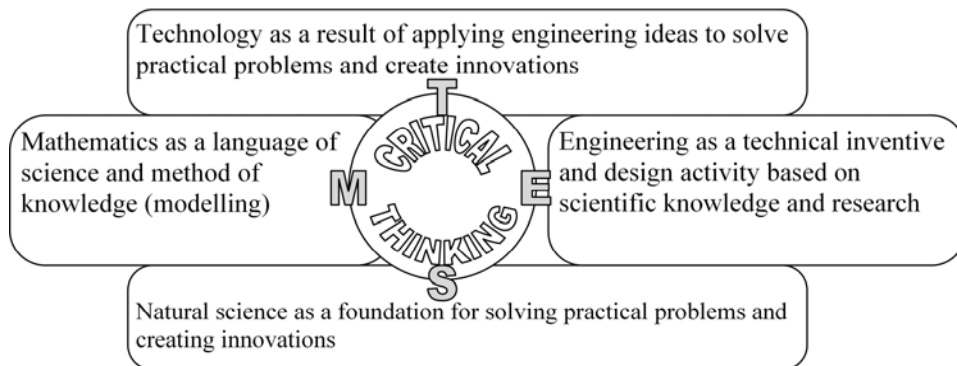 Technology as a result of applying engineering ideas to solve
practical problems and create innovations
T
Mathematics as a language of
science and method of
knowledge (modelling)
M
CRITICAL
THINKING
E
Engineering as a technical inventive
and design activity based on
scientific knowledge and research
S
Natural science as a foundation for solving practical problems and
creating innovations